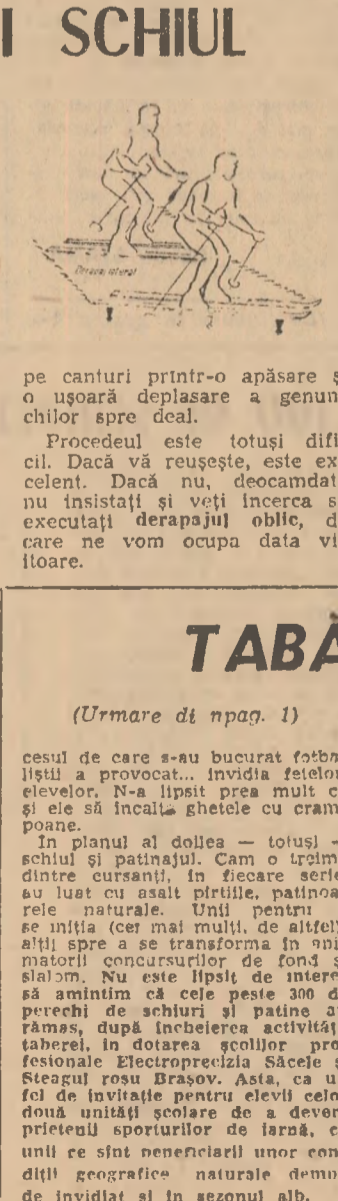 I SCHIUL
Derapaj lateral
pe canturi printr-o apăsare ș
o ușoară deplasare a genun
chilor spre deal.
Procedeul este totuși difi
cil. Dacă vă reușește, este ex
celent. Dacă nu, deocamdat
nu insistați și veți încerca s
executați derapajul oblic, d
care ne vom ocupa data vi
itoare.
TABĂ
(Urmare di npag. 1)
cesul de care s-au bucurat fotba
liștii a provocat... invidia fetelor
elevelor. N-a lipsit prea mult c
și ele să încalțe ghetele cu cram
poane.
În planul al doilea — totuși —
schiul și patinajul. Cam o treim
dintre cursanți, în fiecare serie
au luat cu asalt pîrtiile, patinoa
rele naturale. Unii pentru
se iniția (cei mai mulți, de altfel)
alții spre a se transforma în ani
matorii concursurilor de fond ș
slalom. Nu este lipsit de intere
să amintim că cele peste 300 d
perechi de schiuri și patine a
rămas, după încheierea activităț
taberei, în dotarea școlilor pro
fesionale Electroprecizia Săcele ș
Steagul roșu Brașov. Asta, ca u
fel de invitație pentru elevii celo
două unități școlare de a deven
prietenii sporturilor de iarnă, c
unii ce sînt beneficiarii unor con
diții geografice naturale demn
de invidiat și în sezonul alb.